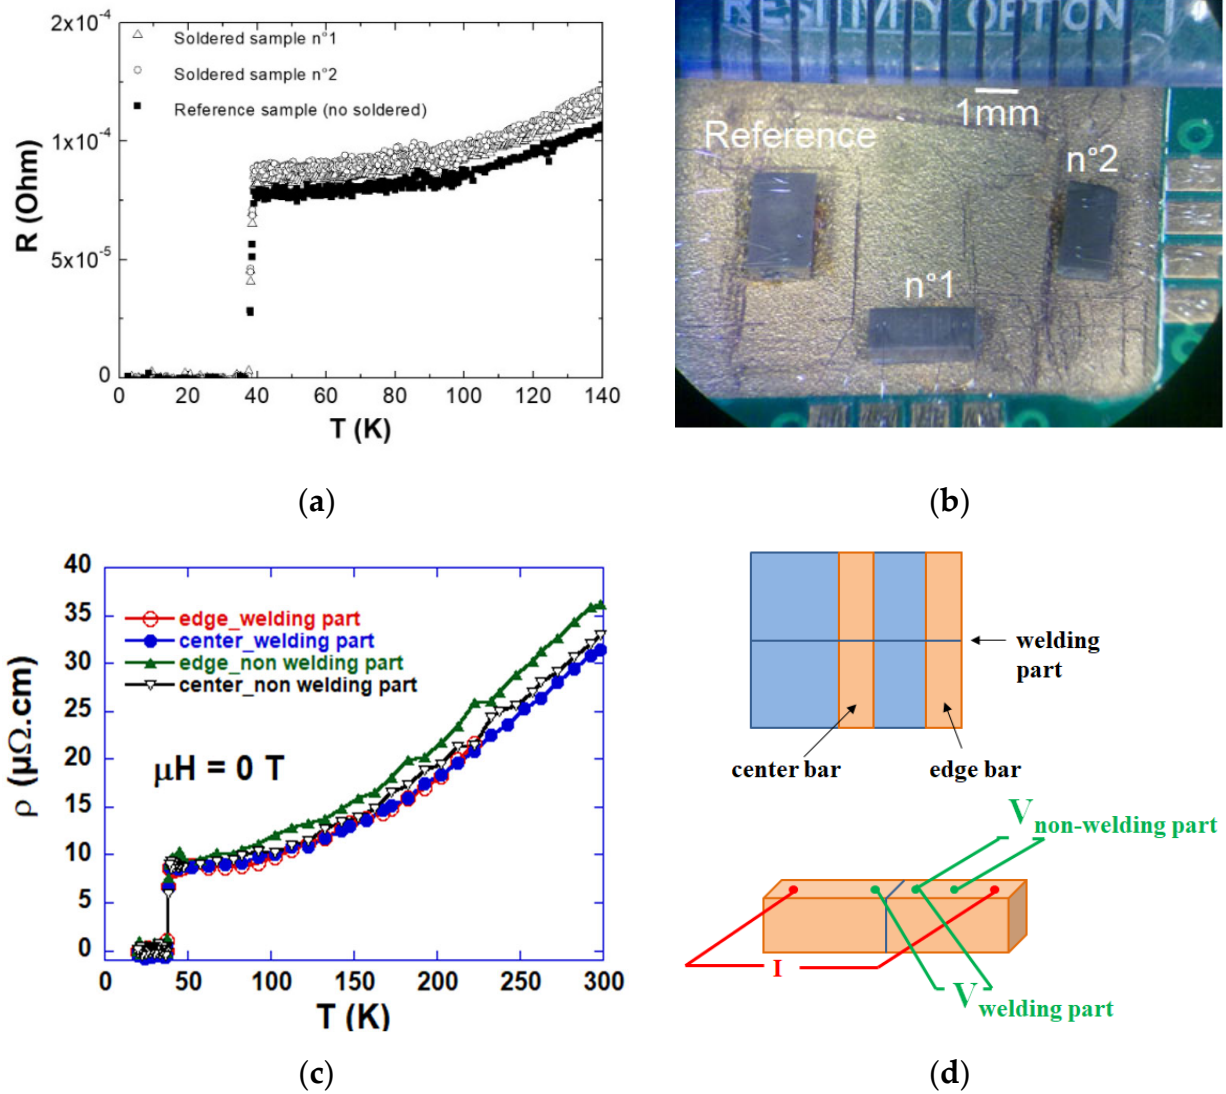 2x10⁻⁴
1x10⁻⁴
5x10⁻⁵
0
R (Ohm)
Soldered sample n°1
Soldered sample n°2
Reference sample (no soldered)
0 20 40 60 80 100 120 140
T (K)
(a)
RESISTIVITY OPTION
1mm
Reference
n°2
n°1
(b)
40
35
30
25
20
15
10
5
0
ρ (μΩ.cm)
edge_welding part
center_welding part
edge_non welding part
center_non welding part
μH = 0 T
0 50 100 150 200 250 300
T (K)
(c)
welding
part
center bar
edge bar
V non-welding part
I
V welding part
(d)